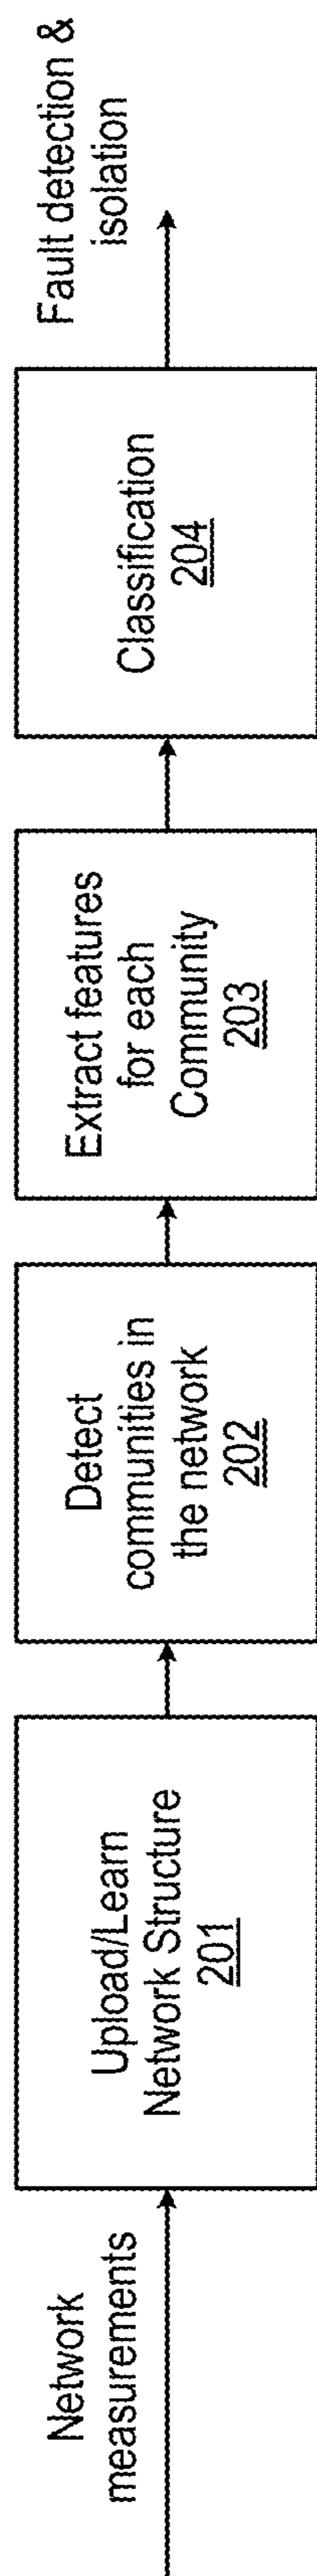 Network
measurements
Upload/Learn
Network Structure
201
Detect
communities in
the network
202
Extract features
for each
Community
203
Classification
204
Fault detection &
isolation